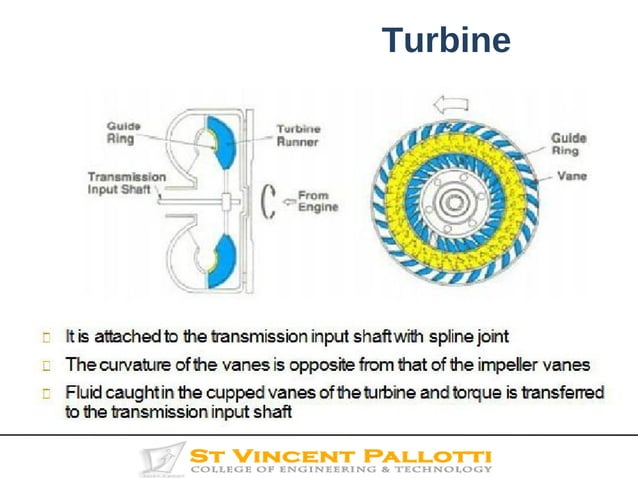 Turbine
Guide
Ring
Turbine
Runner
Transmission
Input Shaft
From
Engine
Guide
Ring
Vane
It is attached to the transmission input shaft with spline joint
The curvature of the vanes is opposite from that of the impeller vanes
Fluid caught in the cupped vanes of the turbine and torque is transferred
to the transmission input shaft
ST VINCENT PALLOTTI
COLLEGE OF ENGINEERING & TECHNOLOGY